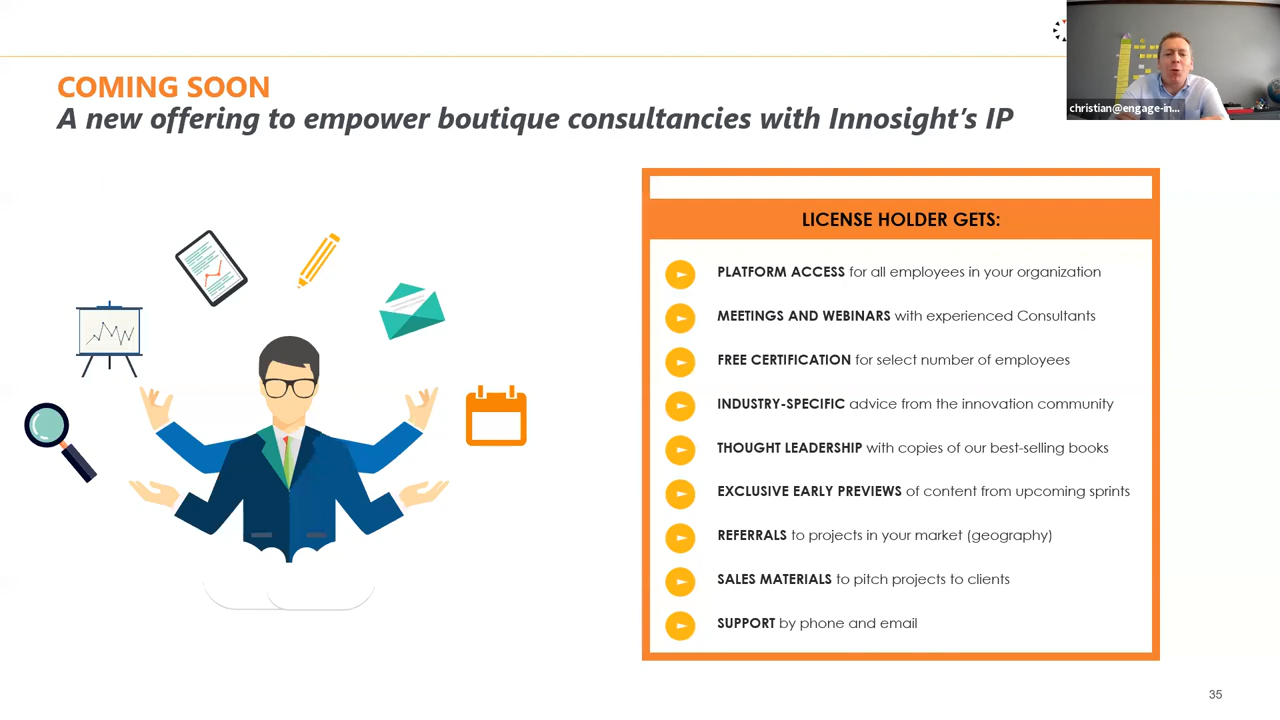 COMING SOON
A new offering to empower boutique consultancies with Innosight's IP
christian@engage-in...
LICENSE HOLDER GETS:
PLATFORM ACCESS for all employees in your organization
MEETINGS AND WEBINARS with experienced Consultants
FREE CERTIFICATION for select number of employees
INDUSTRY-SPECIFIC advice from the innovation community
THOUGHT LEADERSHIP with copies of our best-selling books
EXCLUSIVE EARLY PREVIEWS of content from upcoming sprints
REFERRALS to projects in your market (geography)
SALES MATERIALS to pitch projects to clients
SUPPORT by phone and email
35